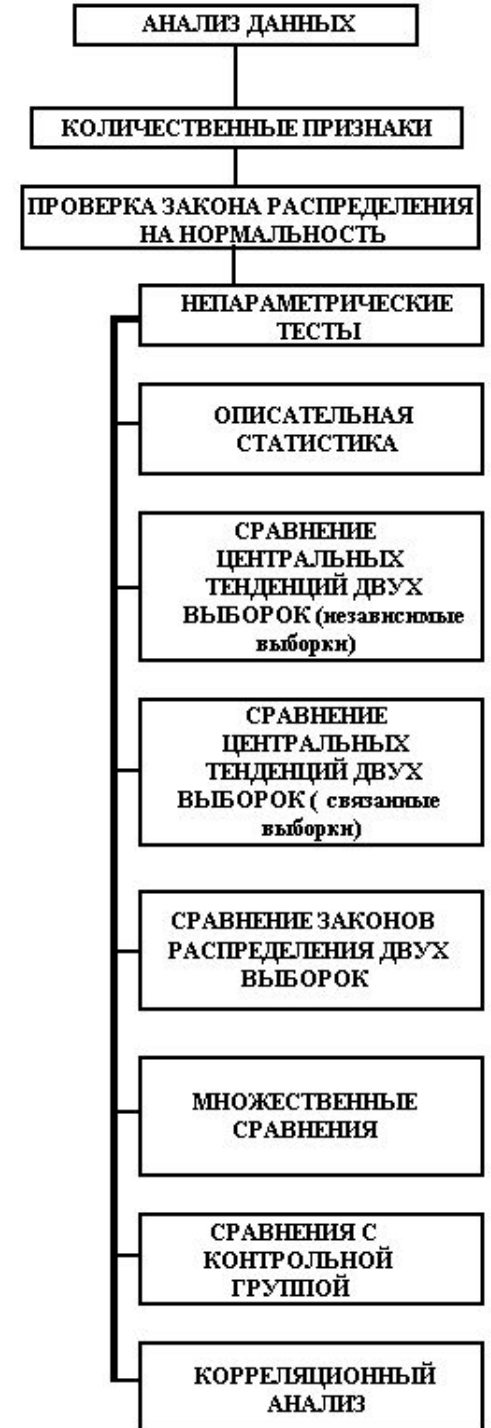 АНАЛИЗ ДАННЫХ
КОЛИЧЕСТВЕННЫЕ ПРИЗНАКИ
ПРОВЕРКА ЗАКОНА РАСПРЕДЕЛЕНИЯ
НА НОРМАЛЬНОСТЬ
НЕПАРАМЕТРИЧЕСКИЕ
ТЕСТЫ
ОПИСАТЕЛЬНАЯ
СТАТИСТИКА
СРАВНЕНИЕ
ЦЕНТРАЛЬНЫХ
ТЕНДЕНЦИЙ ДВУХ
ВЫБОРОК (независимые
выборки)
СРАВНЕНИЕ
ЦЕНТРАЛЬНЫХ
ТЕНДЕНЦИЙ ДВУХ
ВЫБОРОК ( связанные
выборки)
СРАВНЕНИЕ ЗАКОНОВ
РАСПРЕДЕЛЕНИЯ ДВУХ
ВЫБОРОК
МНОЖЕСТВЕННЫЕ
СРАВНЕНИЯ
СРАВНЕНИЯ С
КОНТРОЛЬНОЙ
ГРУППОЙ
КОРРЕЛЯЦИОННЫЙ
АНАЛИЗ